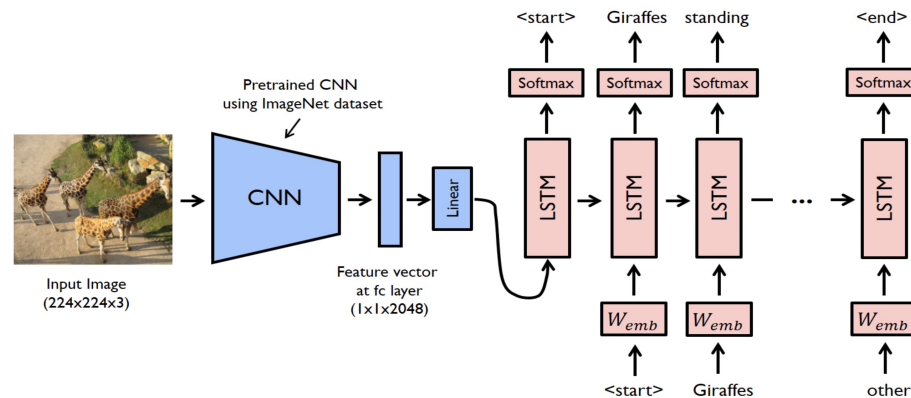 <start> Giraffes standing <end>
Softmax Softmax Softmax Softmax
Pretrained CNN
using ImageNet dataset
CNN
Linear
LSTM LSTM LSTM ... LSTM
Input Image
(224x224x3)
Feature vector
at fc layer
(1x1x2048)
W_emb W_emb ... W_emb
<start> Giraffes other